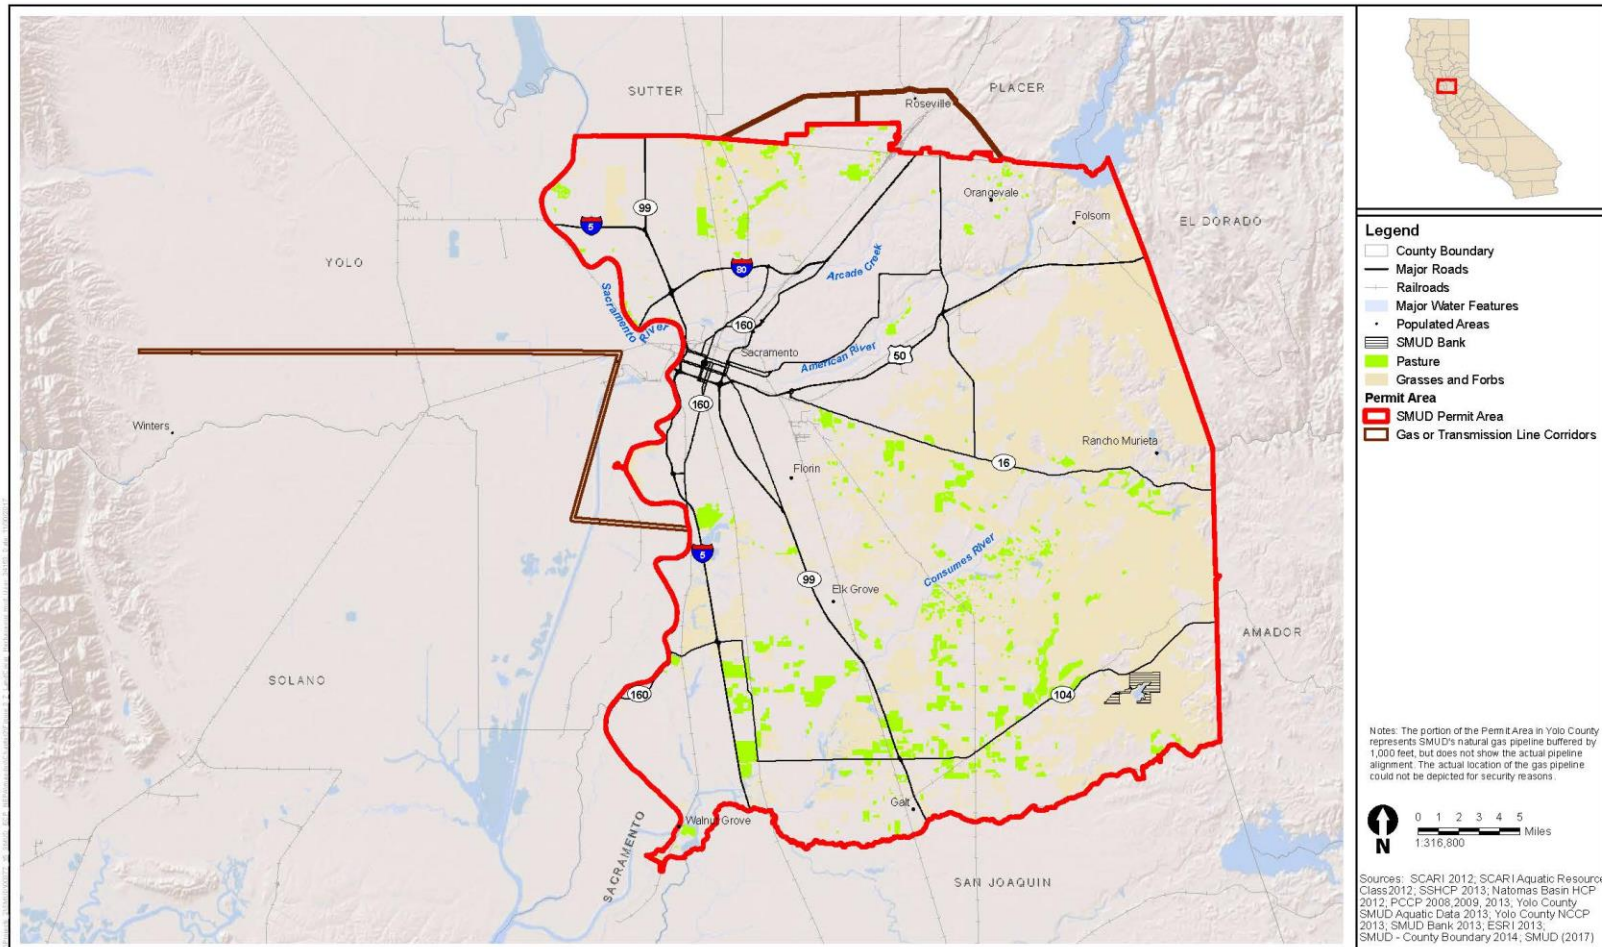 SUTTER
PLACER
Roseville
Orangevale
Folsom
EL DORADO
99
5
80
YOLO
Arcade Creek
Sacramento
River
160
Sacramento
American River
50
160
Winters
Rancho Murieta
16
Florin
5
Consumes River
99
Elk Grove
AMADOR
SOLANO
160
104
Galt
Walnut Grove
SACRAMENTO
SAN JOAQUIN
Legend
County Boundary
Major Roads
Railroads
Major Water Features
Populated Areas
SMUD Bank
Pasture
Grasses and Forbs
Permit Area
SMUD Permit Area
Gas or Transmission Line Corridors
Notes: The portion of the Permit Area in Yolo County
represents SMUD's natural gas pipeline buffered by
1,000 feet, but does not show the actual pipeline
alignment. The actual location of the gas pipeline
could not be depicted for security reasons.
N
0 1 2 3 4 5
Miles
1:316,800
Sources: SCARI 2012; SCARI Aquatic Resource
Class2012; SSHCP 2013; Natomas Basin HCP
2012; PCCP 2008,2009, 2013; Yolo County
SMUD Aquatic Data 2013; Yolo County NCCP
2013; SMUD Bank 2013; ESRI 2013;
SMUD - County Boundary 2014; SMUD (2017)